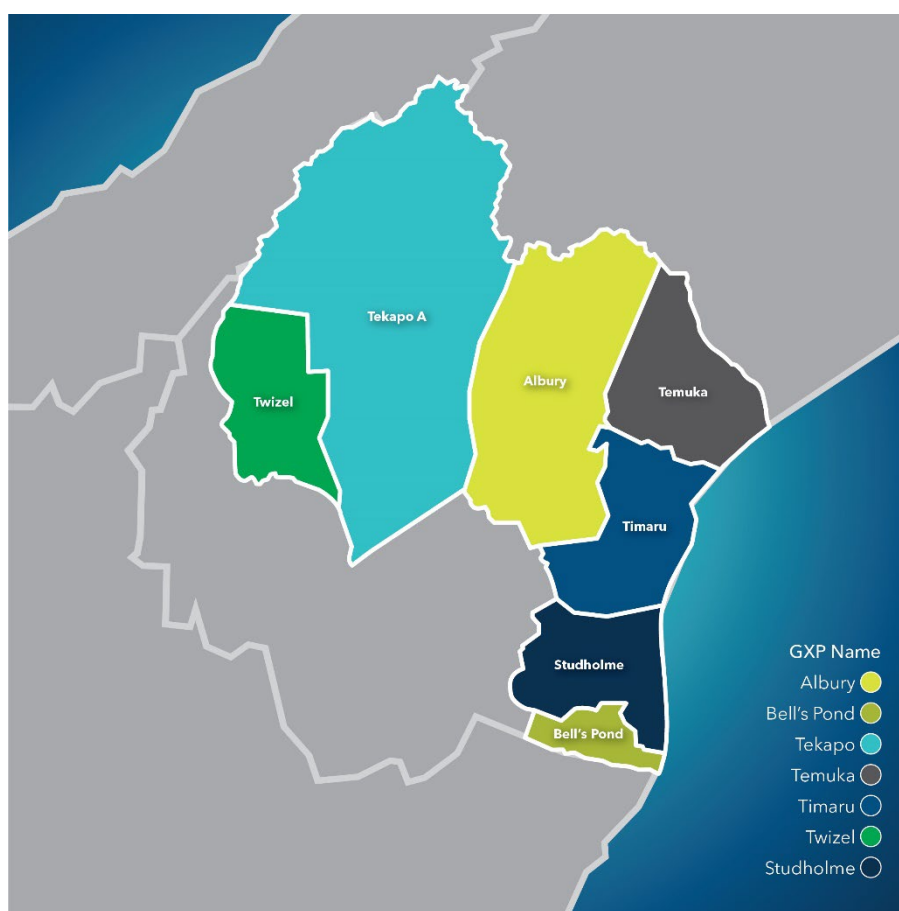 Tekapo A
Albury
Temuka
Twizel
Timaru
Studholme
Bell's Pond
GXP Name
Albury
Bell's Pond
Tekapo
Temuka
Timaru
Twizel
Studholme